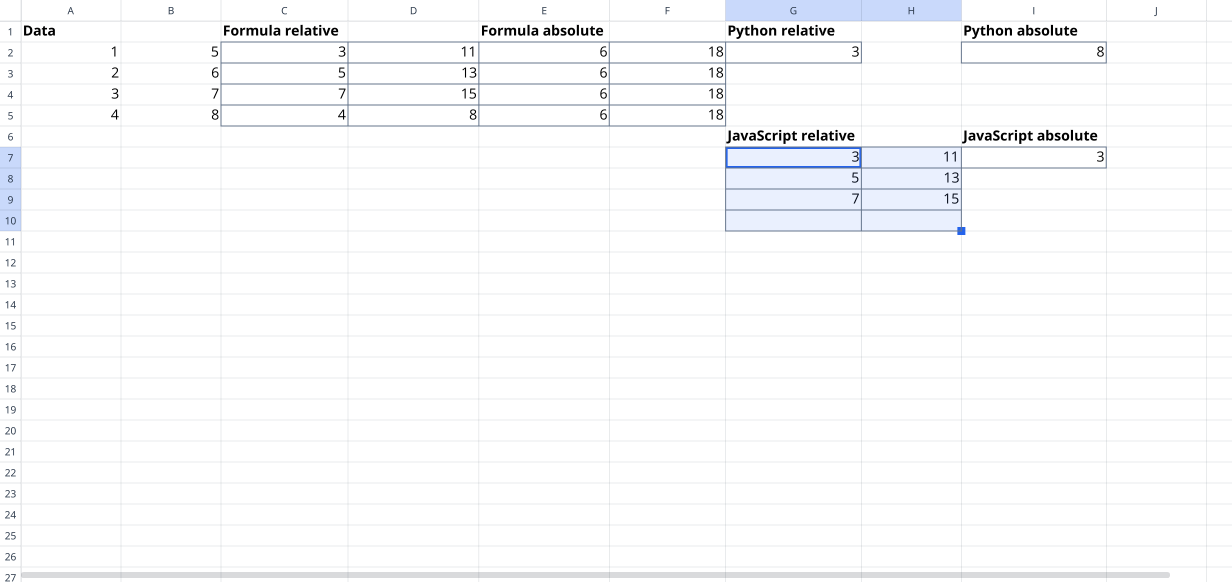 A B C D E F G H I J
1 Data Formula relative Formula absolute Python relative Python absolute
2 1 5 3 11 6 18 3 8
3 2 6 5 13 6 18
4 3 7 7 15 6 18
5 4 8 4 8 6 18
6 JavaScript relative JavaScript absolute
7 3 11 3
8 5 13
9 7 15
10
11
12
13
14
15
16
17
18
19
20
21
22
23
24
25
26
27